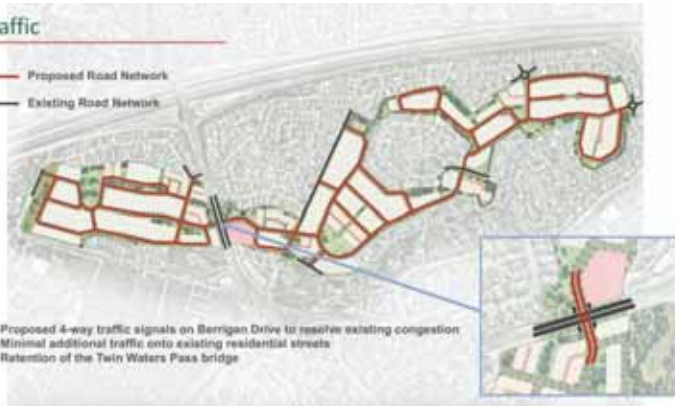 affic
Proposed Road Network
Existing Road Network
Proposed 4-way traffic signals on Berrigan Drive to resolve existing congestion
Minimal additional traffic onto existing residential streets
Retention of the Twin Waters Pass bridge